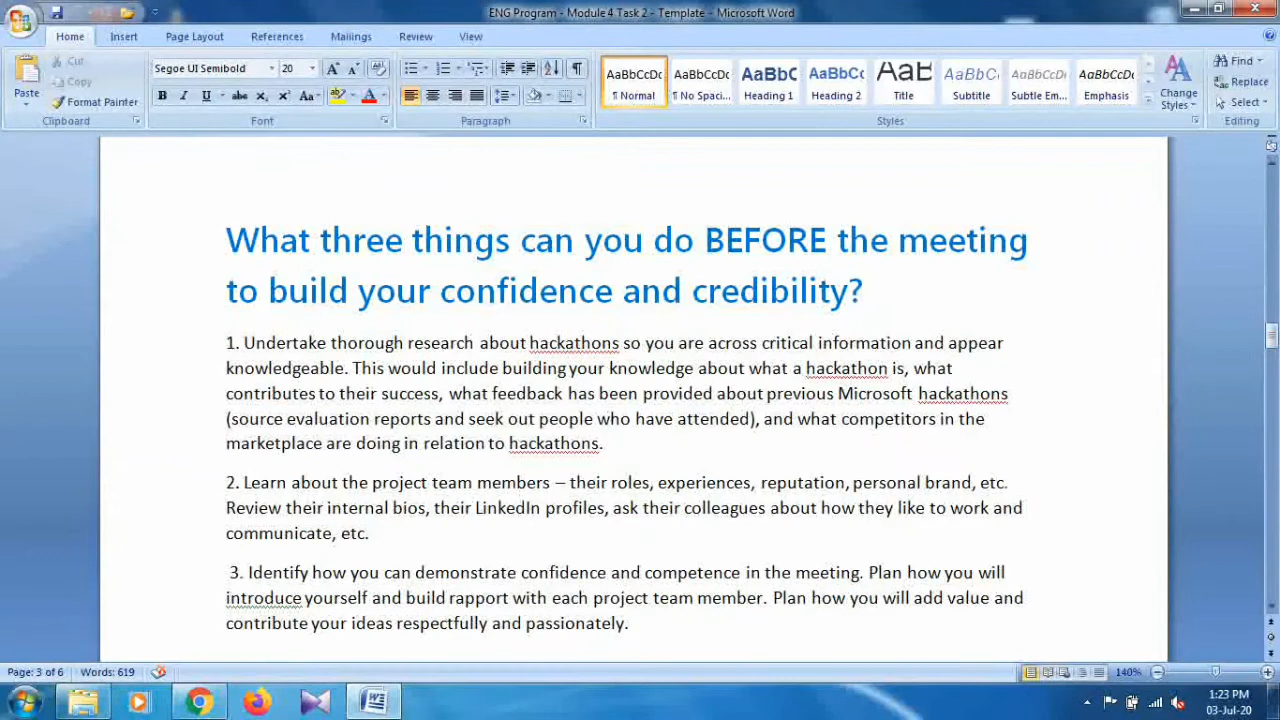 ENG Program - Module 4 Task 2 - Template - Microsoft Word
Home Insert Page Layout References Mailings Review View
Paste
Cut
Copy
Format Painter
Clipboard
Segoe UI Semibold 20
B I U abc x₂ x² Aa
Font
Paragraph
AaBbCcDc AaBbCcDc AaBbC AaBbCc AaB AaBbCc AaBbCcDc AaBbCcDc
¶ Normal ¶ No Spaci... Heading 1 Heading 2 Title Subtitle Subtle Em... Emphasis
Styles
Change
Styles
Find
Replace
Select
Editing
What three things can you do BEFORE the meeting
to build your confidence and credibility?
1. Undertake thorough research about hackathons so you are across critical information and appear
knowledgeable. This would include building your knowledge about what a hackathon is, what
contributes to their success, what feedback has been provided about previous Microsoft hackathons
(source evaluation reports and seek out people who have attended), and what competitors in the
marketplace are doing in relation to hackathons.
2. Learn about the project team members – their roles, experiences, reputation, personal brand, etc.
Review their internal bios, their LinkedIn profiles, ask their colleagues about how they like to work and
communicate, etc.
3. Identify how you can demonstrate confidence and competence in the meeting. Plan how you will
introduce yourself and build rapport with each project team member. Plan how you will add value and
contribute your ideas respectfully and passionately.
Page: 3 of 6 Words: 619 140%
1:23 PM
03-Jul-20